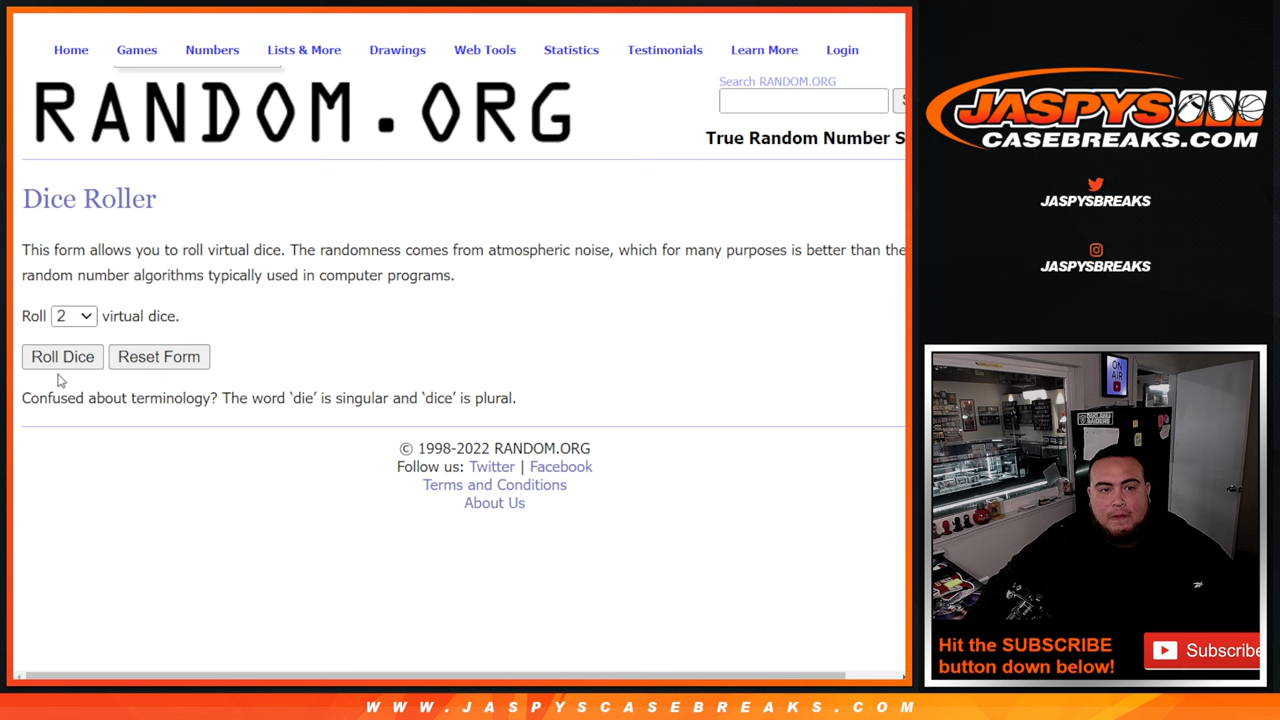 Home Games Numbers Lists & More Drawings Web Tools Statistics Testimonials Learn More Login
RANDOM.ORG
Search RANDOM.ORG
S
True Random Number S
Dice Roller
This form allows you to roll virtual dice. The randomness comes from atmospheric noise, which for many purposes is better than the
random number algorithms typically used in computer programs.
Roll 2 virtual dice.
Roll Dice Reset Form
Confused about terminology? The word ‘die’ is singular and ‘dice’ is plural.
© 1998-2022 RANDOM.ORG
Follow us: Twitter | Facebook
Terms and Conditions
About Us
JASPYS
CASEBREAKS.COM
JASPYSBREAKS
JASPYSBREAKS
ON
AIR
Hit the SUBSCRIBE
button down below!
Subscribe
WWW.JASPYSCASEBREAKS.COM